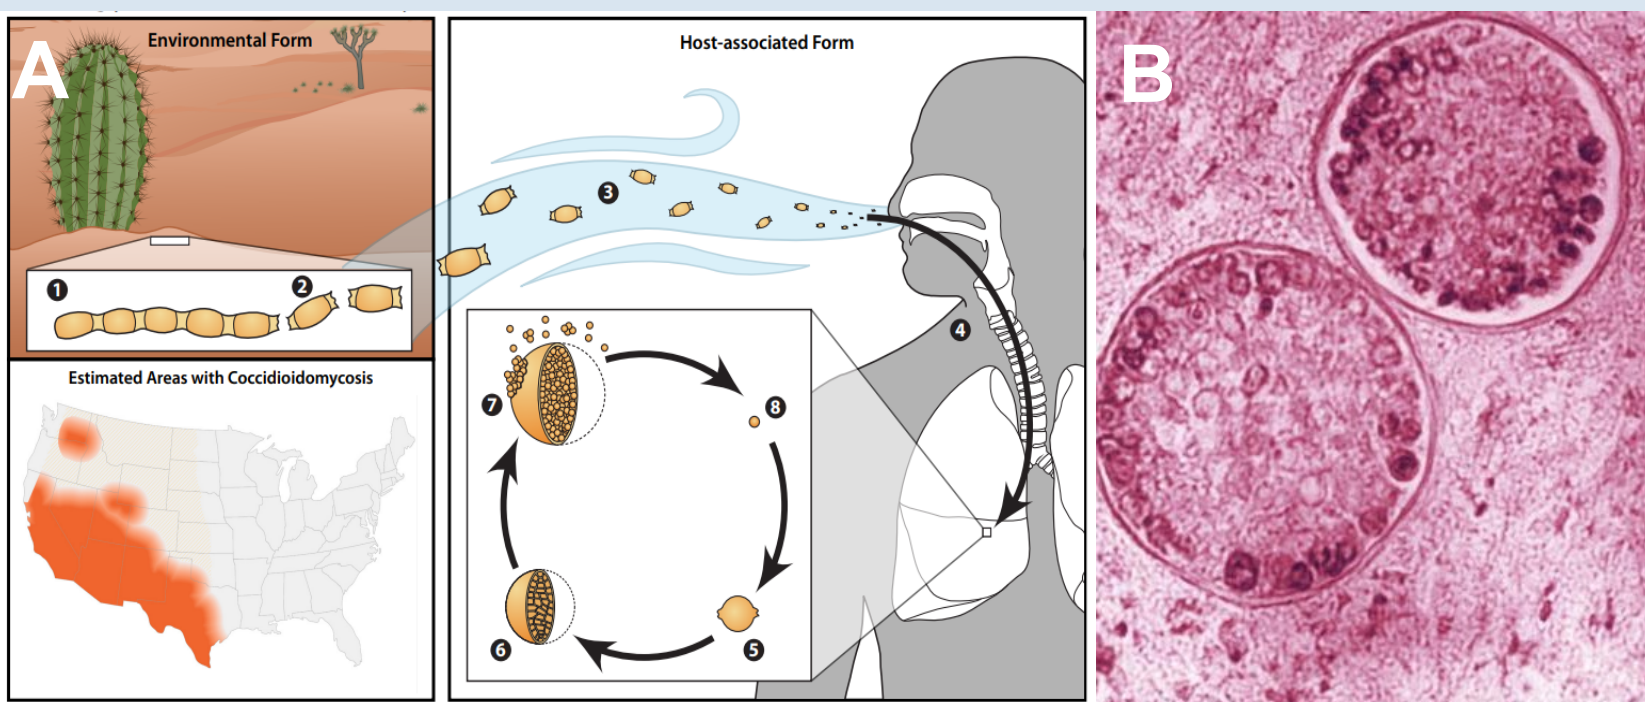 A
Environmental Form
1
2
Estimated Areas with Coccidioidomycosis
Host-associated Form
3
4
5
6
7
8
B